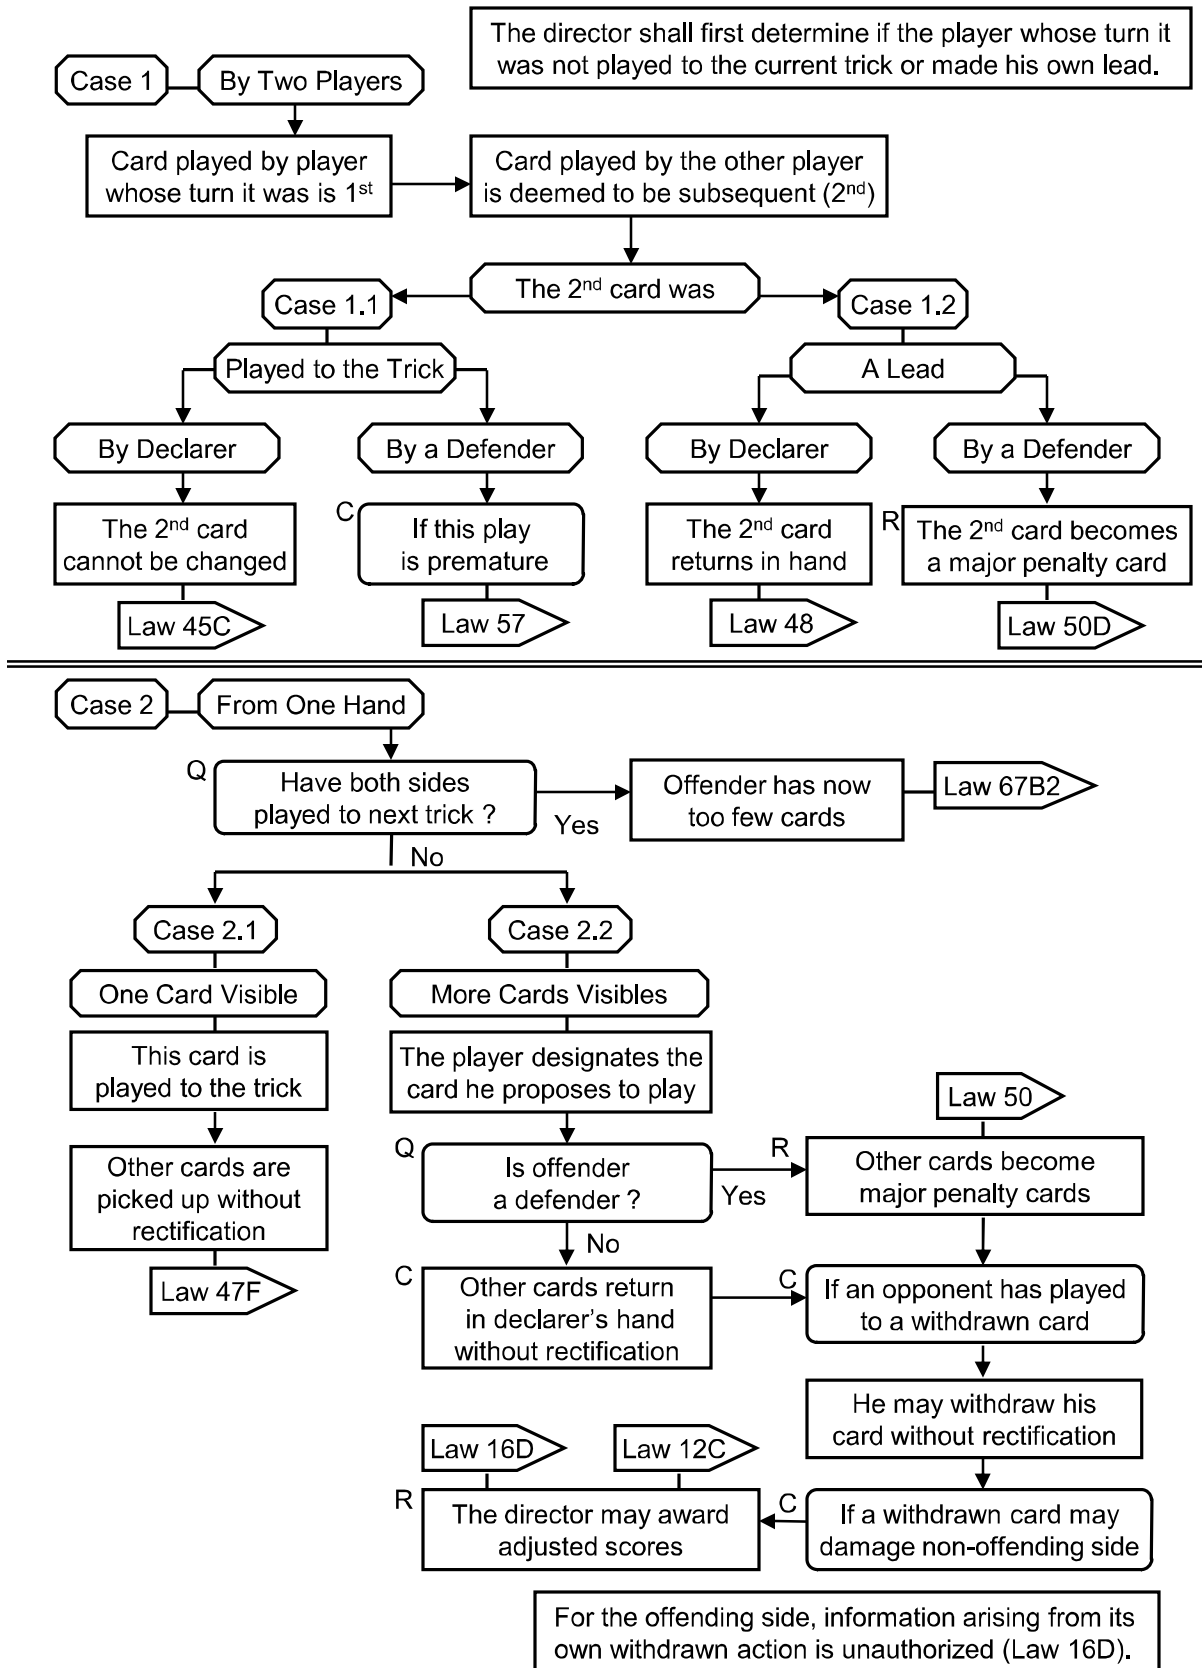 The director shall first determine if the player whose turn it
was not played to the current trick or made his own lead.
Case 1
By Two Players
Card played by player
whose turn it was is 1st
Card played by the other player
is deemed to be subsequent (2nd)
The 2nd card was
Case 1.1
Case 1.2
Played to the Trick
A Lead
By Declarer
By a Defender
By Declarer
By a Defender
The 2nd card
cannot be changed
C
If this play
is premature
The 2nd card
returns in hand
R
The 2nd card becomes
a major penalty card
Law 45C
Law 57
Law 48
Law 50D
Case 2
From One Hand
Q
Have both sides
played to next trick ?
Yes
Offender has now
too few cards
Law 67B2
No
Case 2.1
Case 2.2
One Card Visible
More Cards Visibles
This card is
played to the trick
The player designates the
card he proposes to play
Law 50
Other cards are
picked up without
rectification
Q
Is offender
a defender ?
Yes
R
Other cards become
major penalty cards
No
Law 47F
C
Other cards return
in declarer's hand
without rectification
C
If an opponent has played
to a withdrawn card
He may withdraw his
card without rectification
Law 16D
Law 12C
R
The director may award
adjusted scores
C
If a withdrawn card may
damage non-offending side
For the offending side, information arising from its
own withdrawn action is unauthorized (Law 16D).